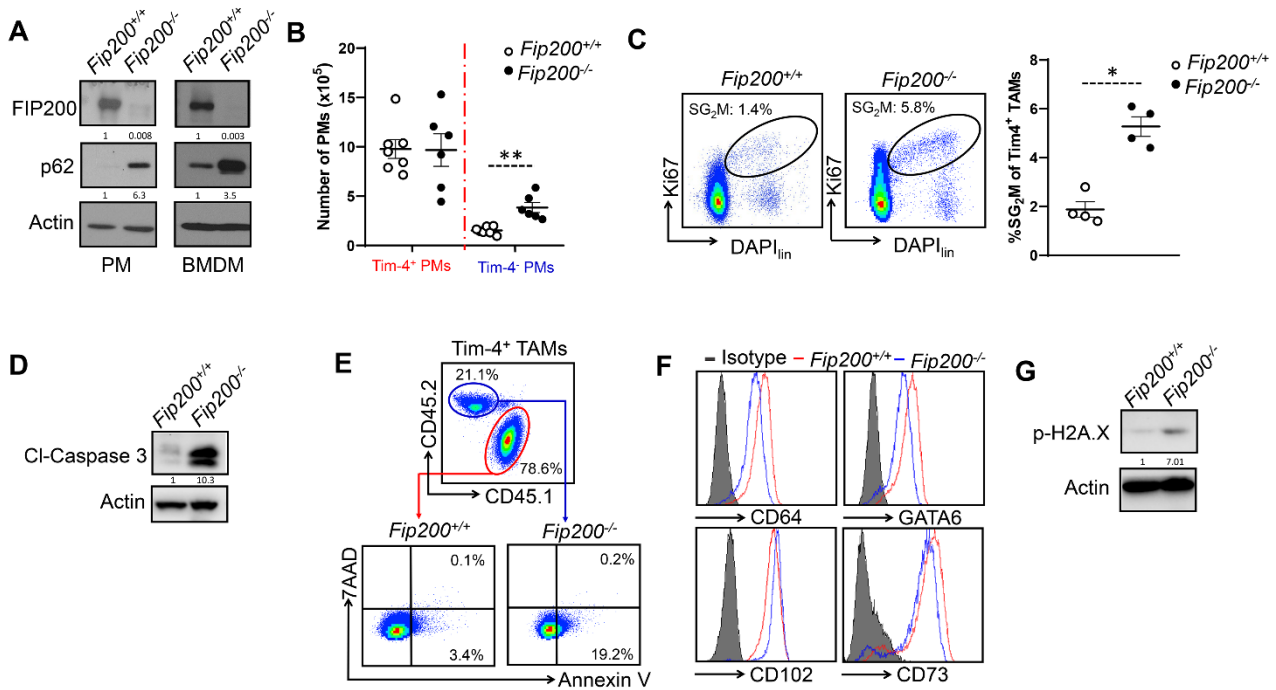 A
Fip200+/+
Fip200-/-
Fip200+/+
Fip200-/-
FIP200
1 0.008 1 0.003
p62
1 6.3 1 3.5
Actin
PM BMDM
B
Fip200+/+
Fip200-/-
Number of PMs (x10⁵)
20
15
10
5
0
**
Tim-4+ PMs Tim-4- PMs
C
Fip200+/+ Fip200-/-
SG₂M: 1.4% SG₂M: 5.8%
Ki67 Ki67
DAPIlin DAPIlin
%SG₂M of Tim4+ TAMs
8
6
4
2
0
*
Fip200+/+
Fip200-/-
D
Fip200+/+
Fip200-/-
Cl-Caspase 3
1 10.3
Actin
E
Tim-4+ TAMs
21.1%
78.6%
CD45.2
CD45.1
Fip200+/+ Fip200-/-
0.1% 0.2%
3.4% 19.2%
7AAD
Annexin V
F
Isotype Fip200+/+ Fip200-/-
CD64 GATA6
CD102 CD73
G
Fip200+/+
Fip200-/-
p-H2A.X
1 7.01
Actin